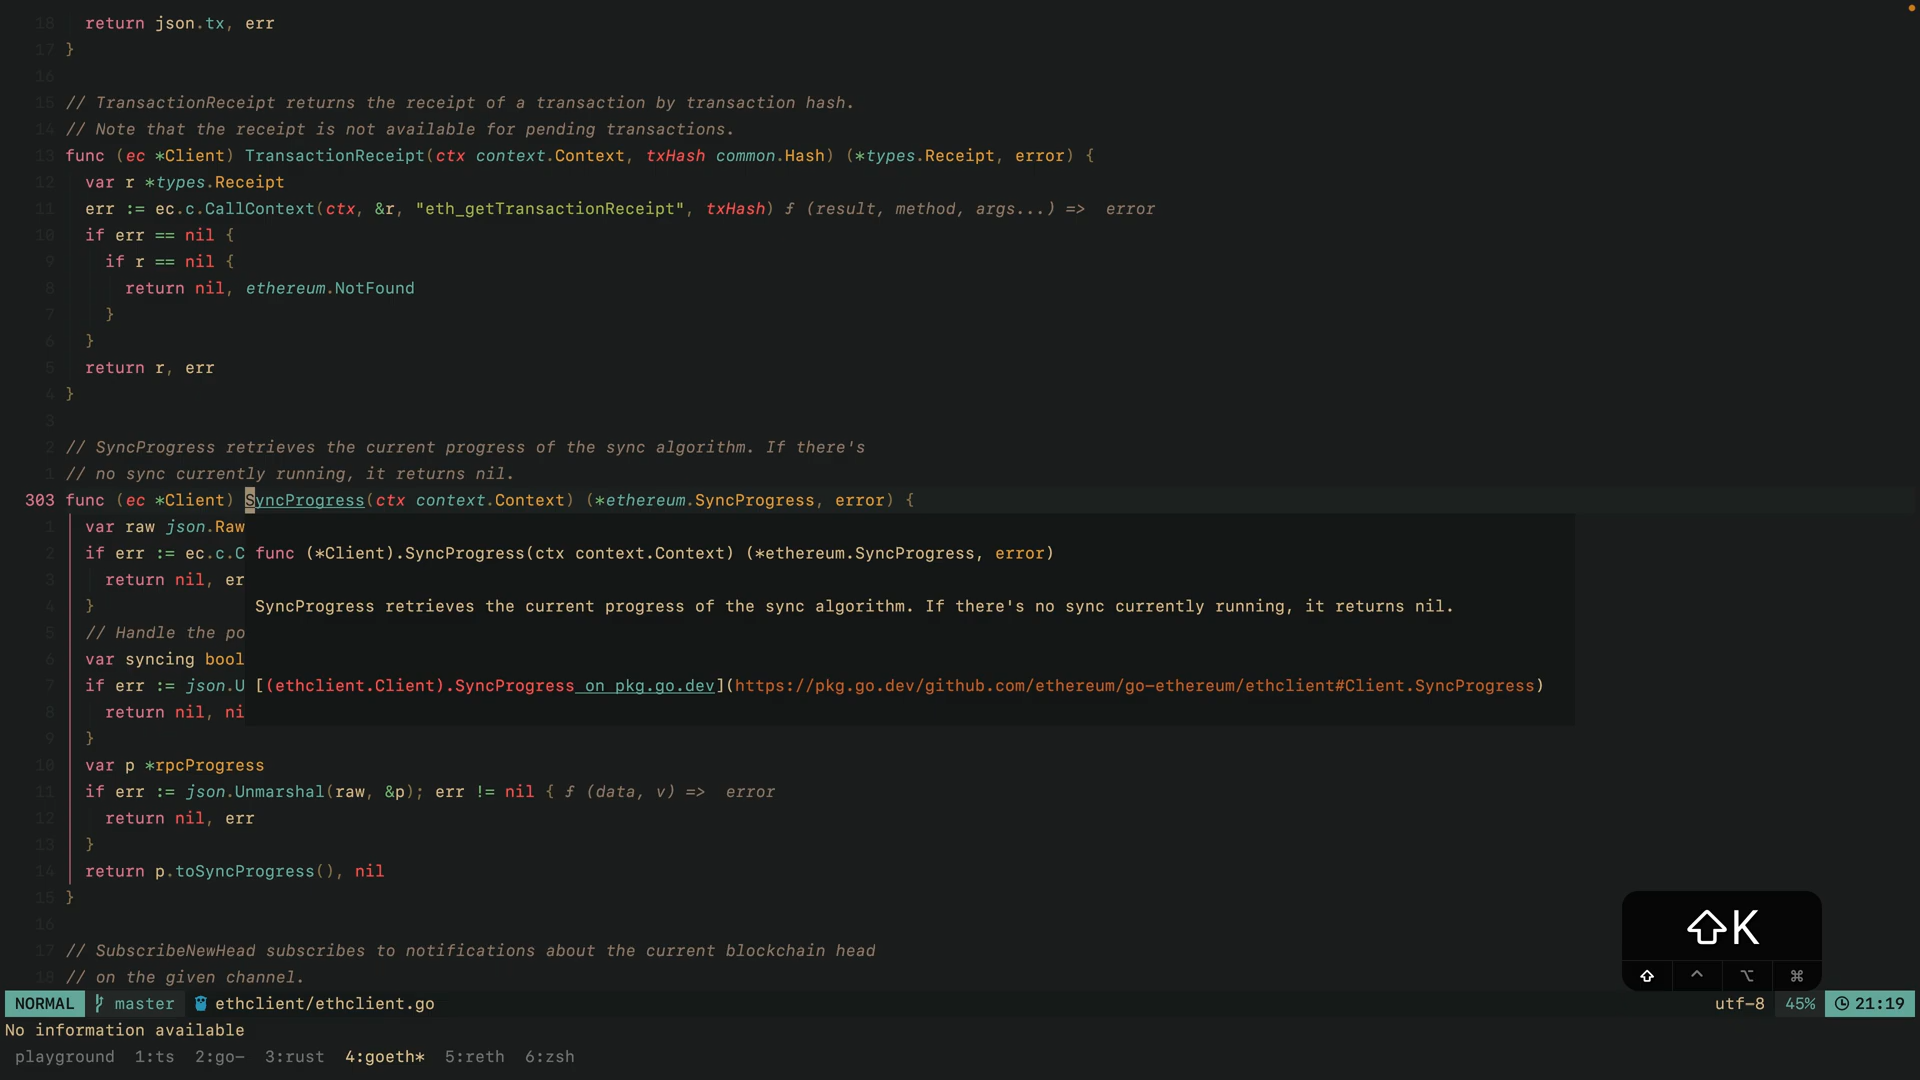 18 return json.tx, err
17 }
16
15 // TransactionReceipt returns the receipt of a transaction by transaction hash.
14 // Note that the receipt is not available for pending transactions.
13 func (ec *Client) TransactionReceipt(ctx context.Context, txHash common.Hash) (*types.Receipt, error) {
12 var r *types.Receipt
11 err := ec.c.CallContext(ctx, &r, "eth_getTransactionReceipt", txHash) ƒ (result, method, args...) => error
10 if err == nil {
9 if r == nil {
8 return nil, ethereum.NotFound
7 }
6 }
5 return r, err
4 }
3
2 // SyncProgress retrieves the current progress of the sync algorithm. If there's
1 // no sync currently running, it returns nil.
303 func (ec *Client) SyncProgress(ctx context.Context) (*ethereum.SyncProgress, error) {
1 var raw json.Raw
2 if err := ec.c.C
func (*Client).SyncProgress(ctx context.Context) (*ethereum.SyncProgress, error)
3 return nil, er
4 }
SyncProgress retrieves the current progress of the sync algorithm. If there's no sync currently running, it returns nil.
5 // Handle the po
6 var syncing bool
7 if err := json.U
[(ethclient.Client).SyncProgress on pkg.go.dev](https://pkg.go.dev/github.com/ethereum/go-ethereum/ethclient#Client.SyncProgress)
8 return nil, ni
9 }
10 var p *rpcProgress
11 if err := json.Unmarshal(raw, &p); err != nil { ƒ (data, v) => error
12 return nil, err
13 }
14 return p.toSyncProgress(), nil
15 }
16
17 // SubscribeNewHead subscribes to notifications about the current blockchain head
18 // on the given channel.
⇧K
⇧ ⌃ ⌥ ⌘
NORMAL master ethclient/ethclient.go utf-8 45% 21:19
No information available
playground 1:ts 2:go- 3:rust 4:goeth* 5:reth 6:zsh